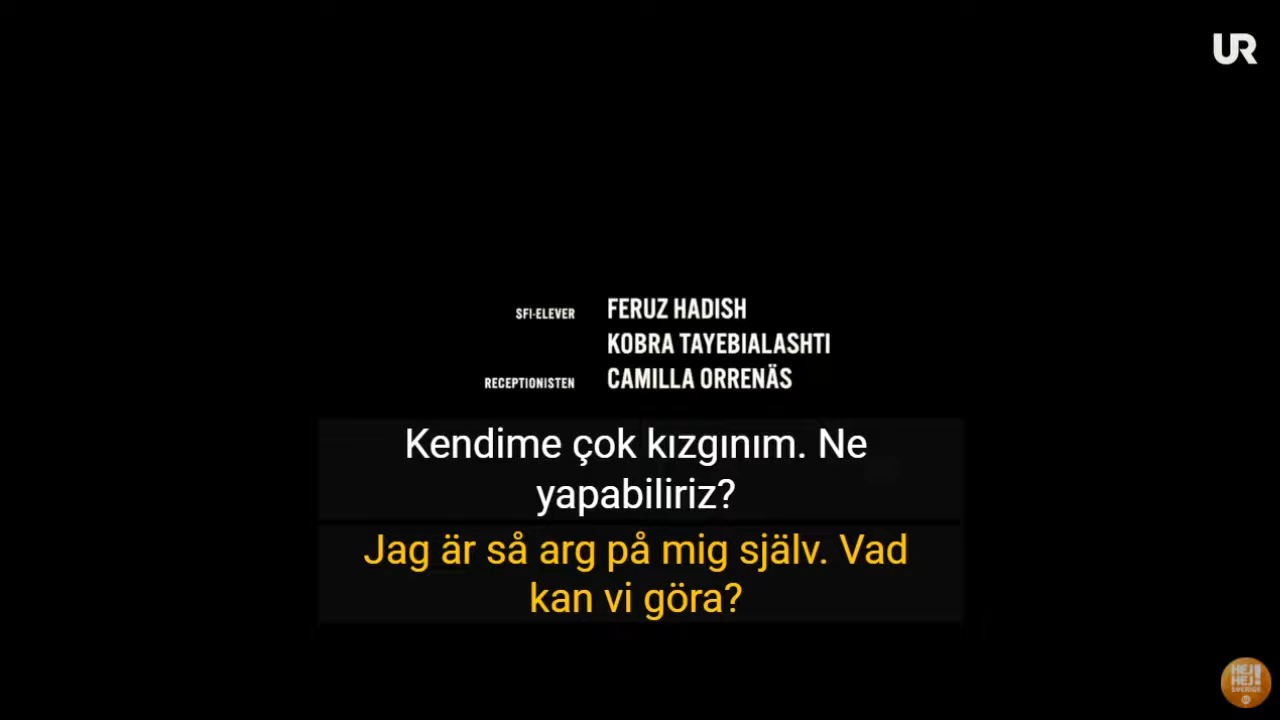 UR
SFI-ELEVER FERUZ HADISH
KOBRA TAYEBIALASHTI
RECEPTIONISTEN CAMILLA ORRENÄS
Kendime çok kızgınım. Ne
yapabiliriz?
Jag är så arg på mig själv. Vad
kan vi göra?
HEJ
HEJ!
SVERIGE